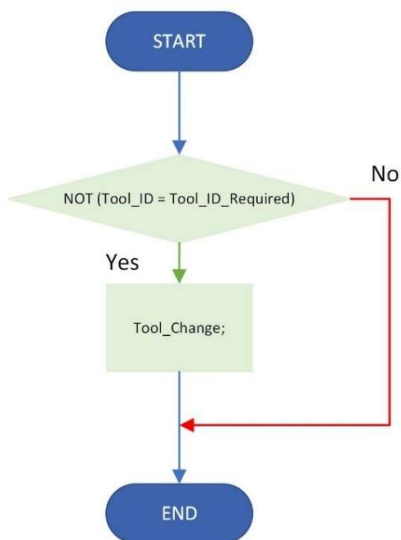 START
NOT (Tool_ID = Tool_ID_Required)
No
Yes
Tool_Change;
END